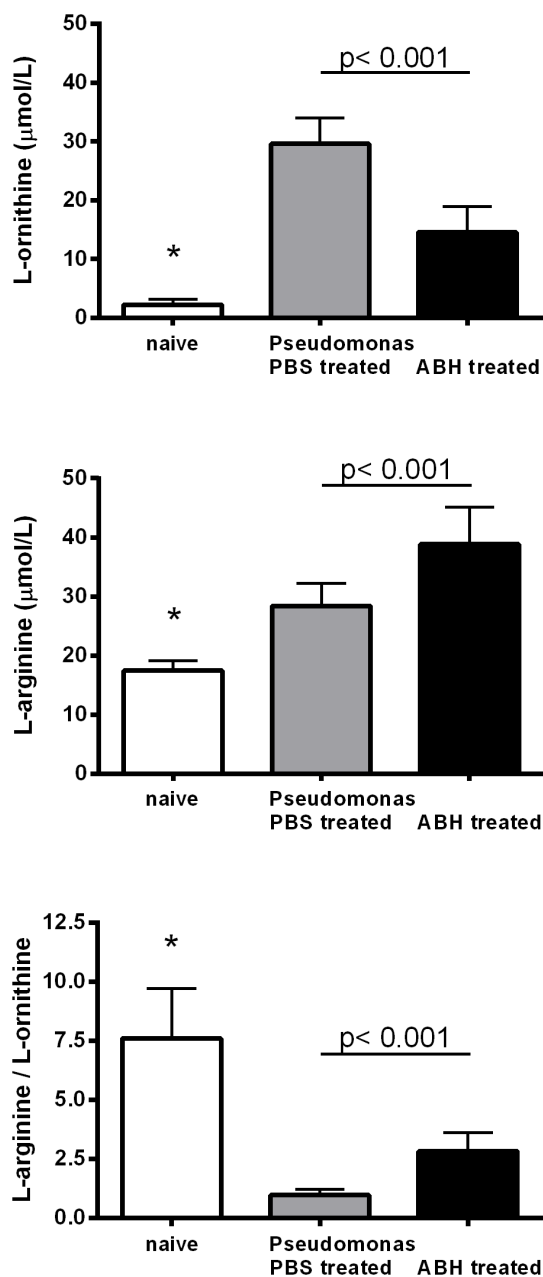 50
40
30
20
10
0
L-ornithine (μmol/L)
p< 0.001
*
naive
Pseudomonas
PBS treated
ABH treated
50
40
30
20
10
0
L-arginine (μmol/L)
p< 0.001
*
naive
Pseudomonas
PBS treated
ABH treated
12.5
10.0
7.5
5.0
2.5
0.0
L-arginine / L-ornithine
*
p< 0.001
naive
Pseudomonas
PBS treated
ABH treated